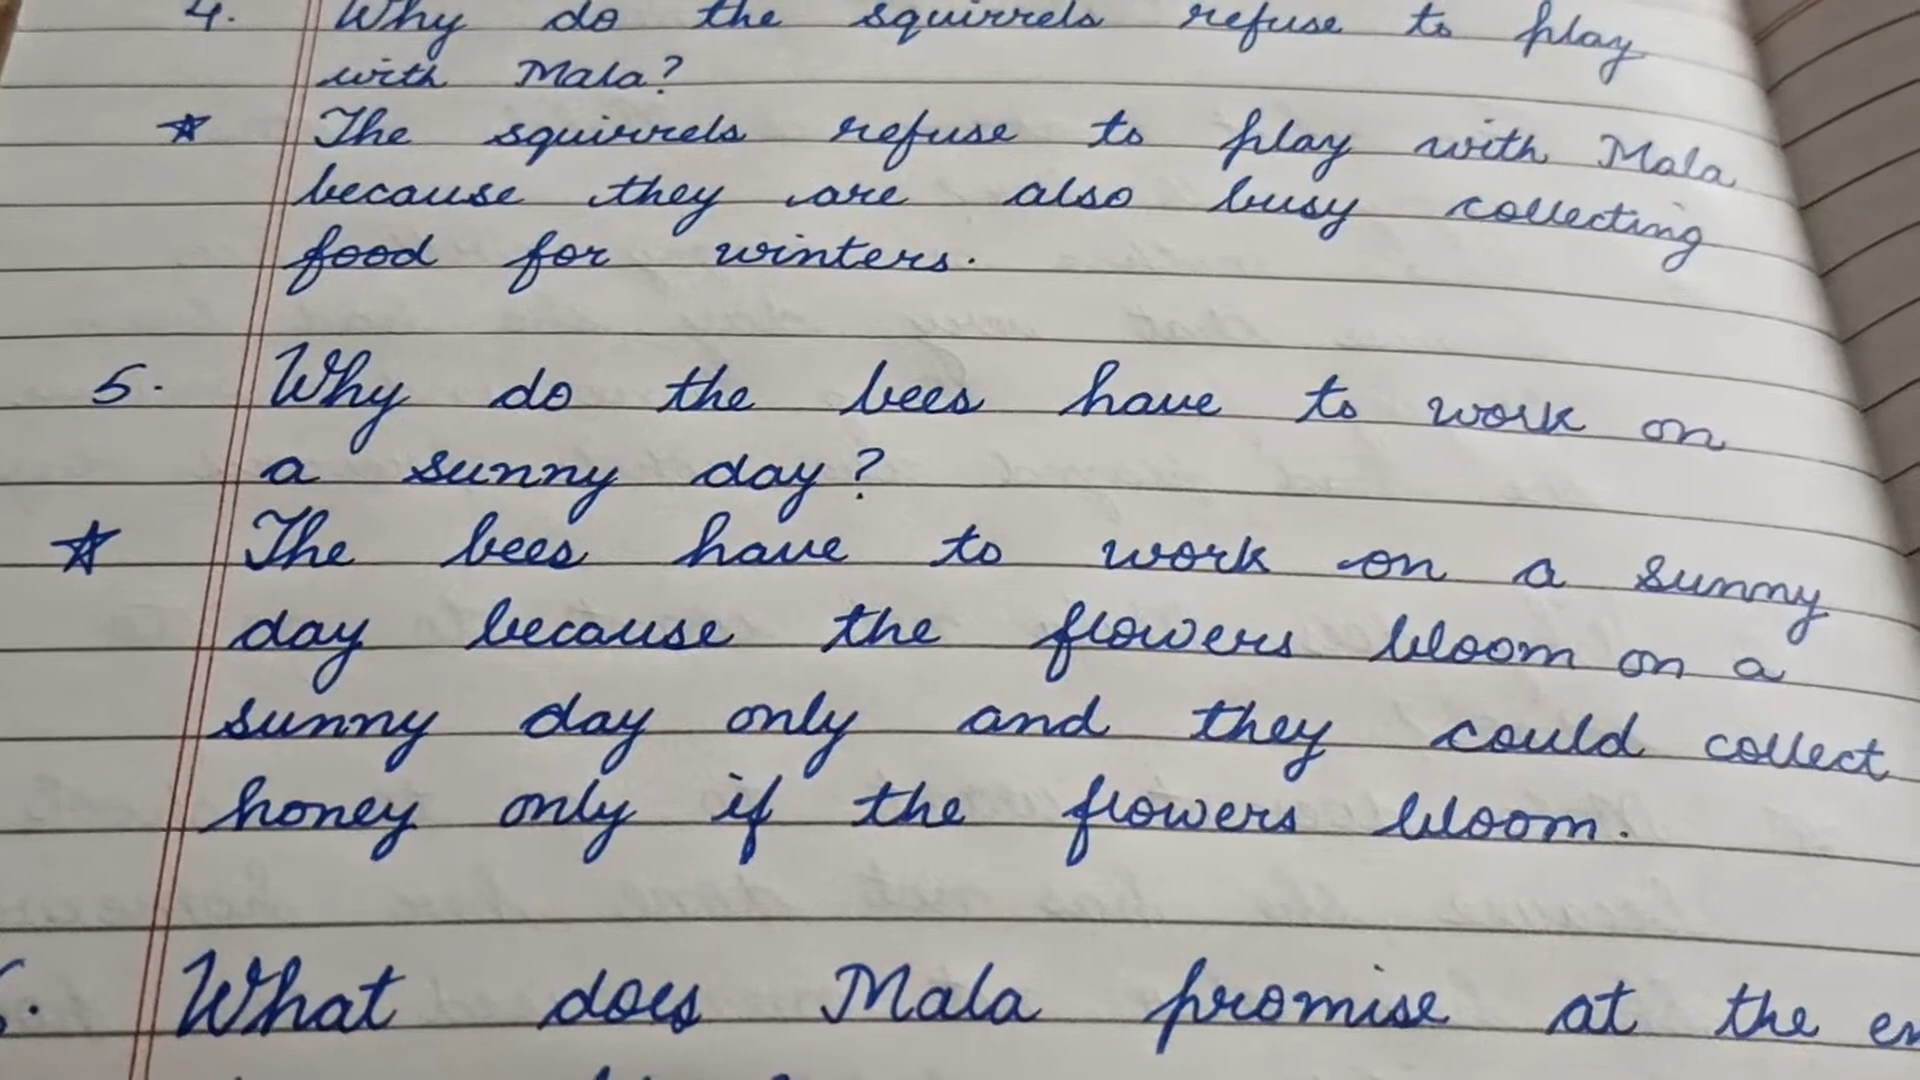 4. Why do the squirrels refuse to play
with Mala?
☆ The squirrels refuse to play with Mala
because they are also busy collecting
food for winters.
5. Why do the bees have to work on
a sunny day?
☆ The bees have to work on a sunny
day because the flowers bloom on a
sunny day only and they could collect
honey only if the flowers bloom.
What does Mala promise at the